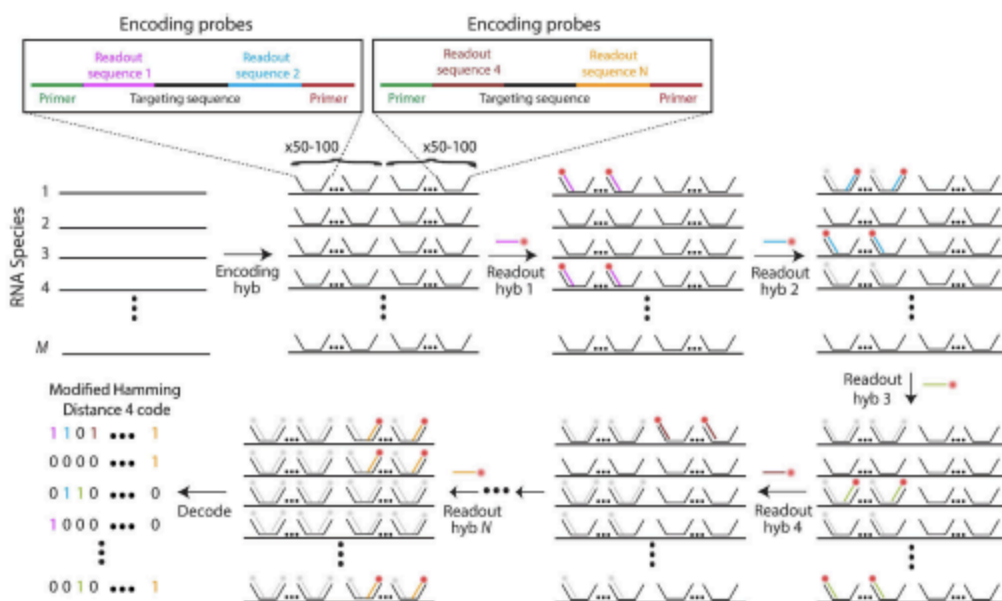 Encoding probes
Encoding probes
Readout
sequence 1
Readout
sequence 2
Primer
Targeting sequence
Primer
Readout
sequence 4
Readout
sequence N
Primer
Targeting sequence
Primer
x50-100
x50-100
RNA Species
1
2
3
4
M
Encoding
hyb
Readout
hyb 1
Readout
hyb 2
Readout
hyb 3
Readout
hyb 4
Readout
hyb N
Decode
Modified Hamming
Distance 4 code
1 1 0 1 ••• 1
0 0 0 0 ••• 1
0 1 1 0 ••• 0
1 0 0 0 ••• 0
0 0 1 0 ••• 1